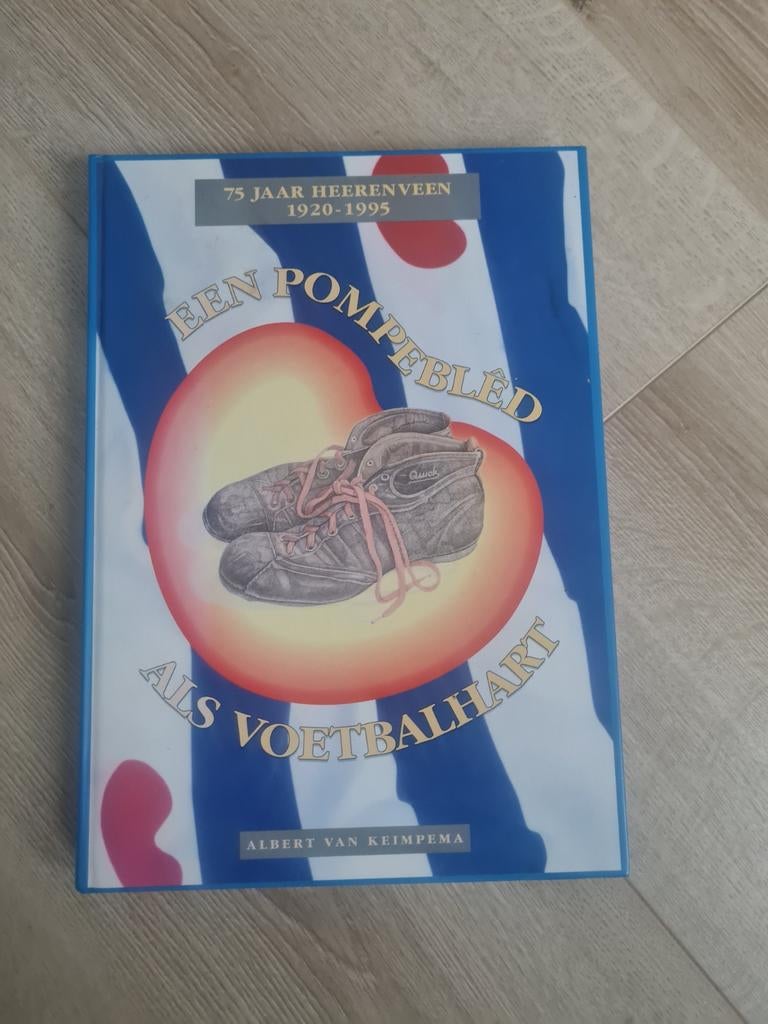 75 JAAR HEERENVEEN
1920-1995
EEN POMPEBLÊD
Quick
ALS VOETBALHART
ALBERT VAN KEIMPEMA